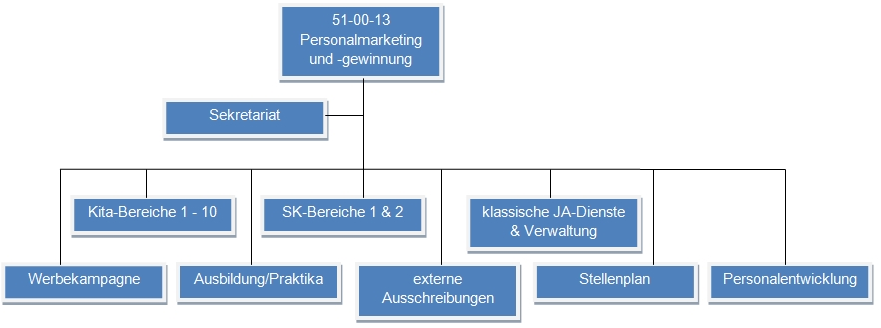 51-00-13
Personalmarketing
und -gewinnung
Sekretariat
Kita-Bereiche 1 - 10
SK-Bereiche 1 & 2
klassische JA-Dienste
& Verwaltung
Werbekampagne
Ausbildung/Praktika
externe
Ausschreibungen
Stellenplan
Personalentwicklung